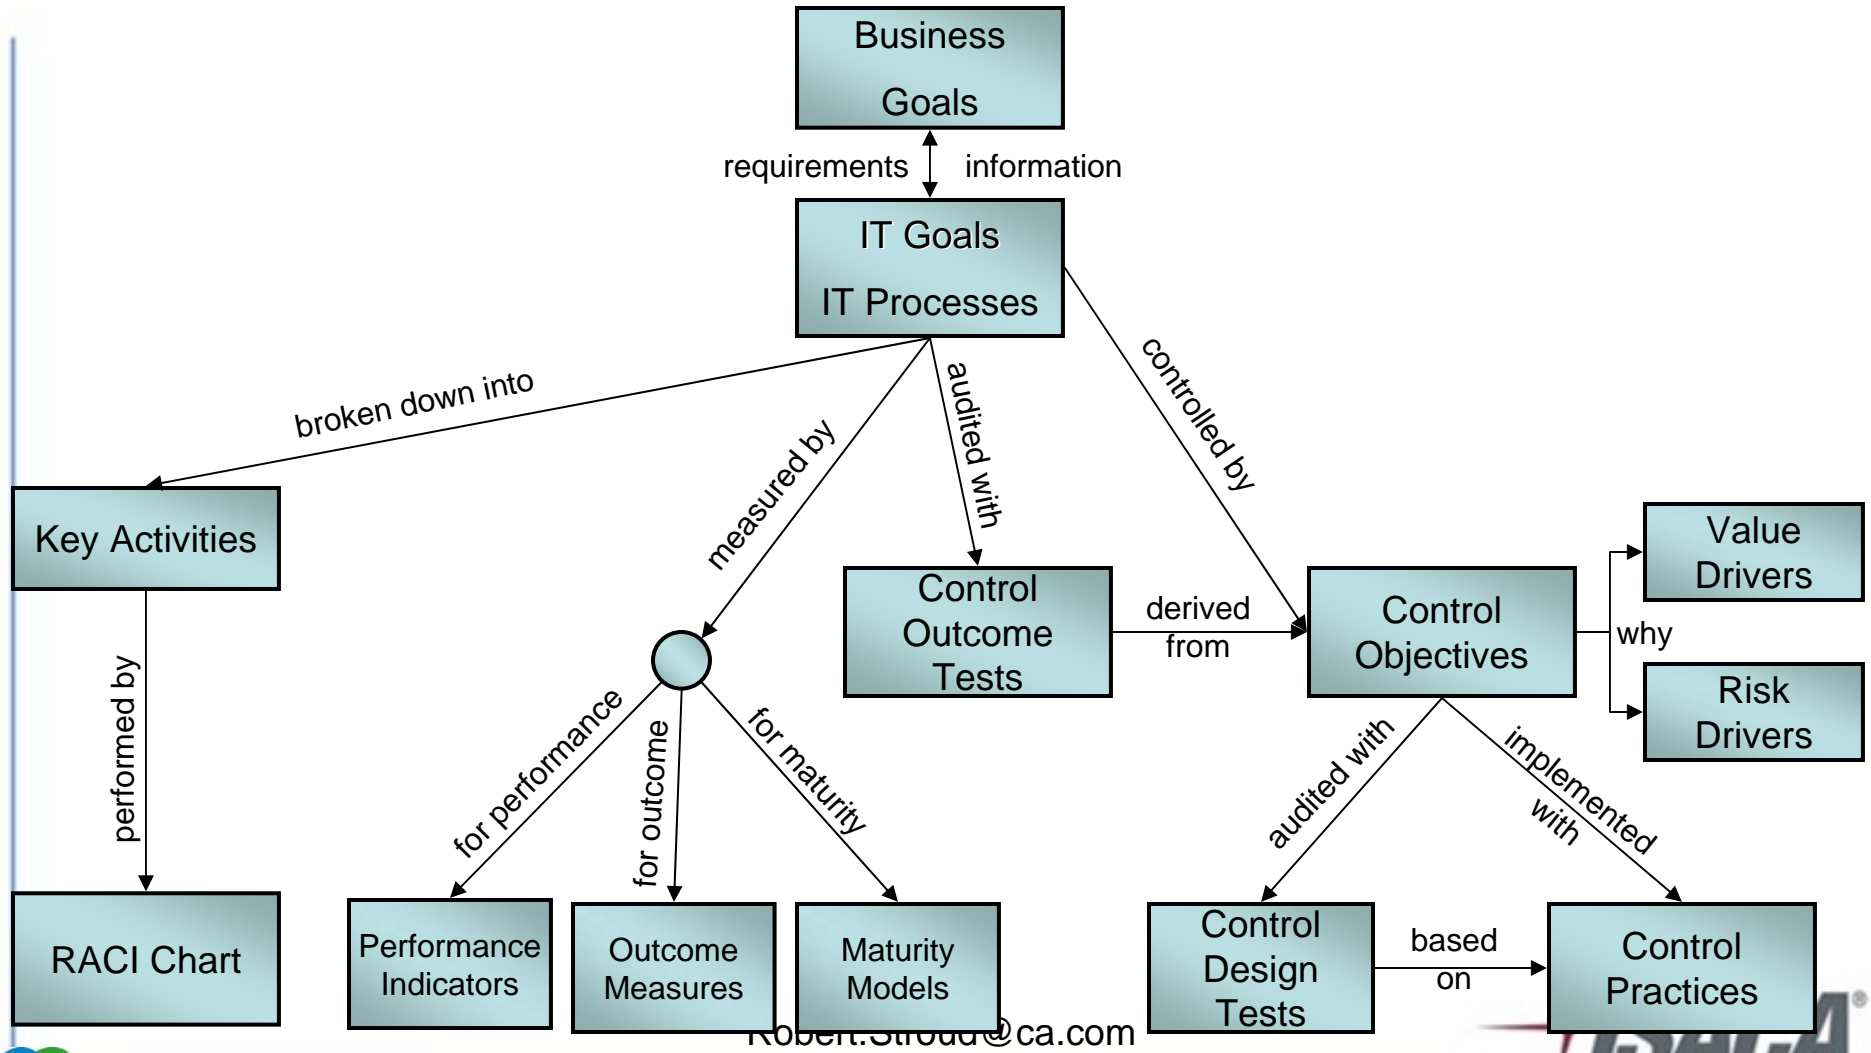 Business
Goals
requirements
information
IT Goals
IT Processes
broken down into
measured by
audited with
controlled by
Key Activities
Control
Outcome
Tests
derived
from
Control
Objectives
why
Value
Drivers
Risk
Drivers
performed by
for performance
for outcome
for maturity
audited with
implemented
with
RACI Chart
Performance
Indicators
Outcome
Measures
Maturity
Models
Control
Design
Tests
based
on
Control
Practices
Robert.Stroud@ca.com
ISACA®